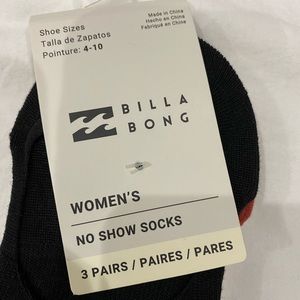 Shoe Sizes
Talla de Zapatos
Pointure: 4-10
Made in China
Hecho en China
Fabriqué en Chine
BILLA
BONG
WOMEN'S
NO SHOW SOCKS
3 PAIRS / PAIRES / PARES